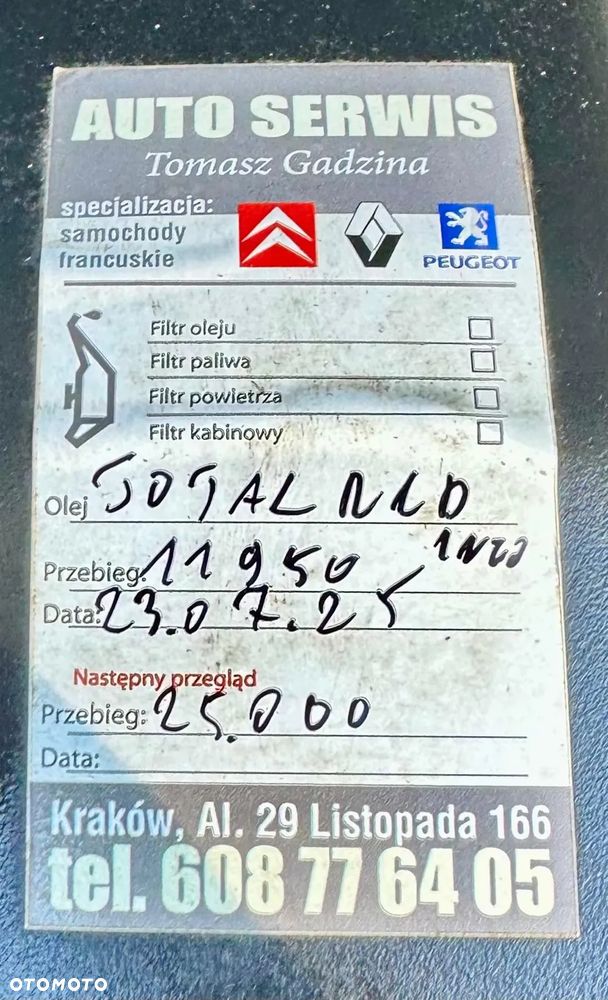 AUTO SERWIS
Tomasz Gadzina
specjalizacja:
samochody
francuskie
PEUGEOT
Filtr oleju
Filtr paliwa
Filtr powietrza
Filtr kabinowy
Olej TOTAL
Przebieg: 11950
Data: 23.07.25
Następny przegląd
Przebieg: 25.000
Data:
Kraków, Al. 29 Listopada 166
tel. 608 77 64 05
OTOMOTO